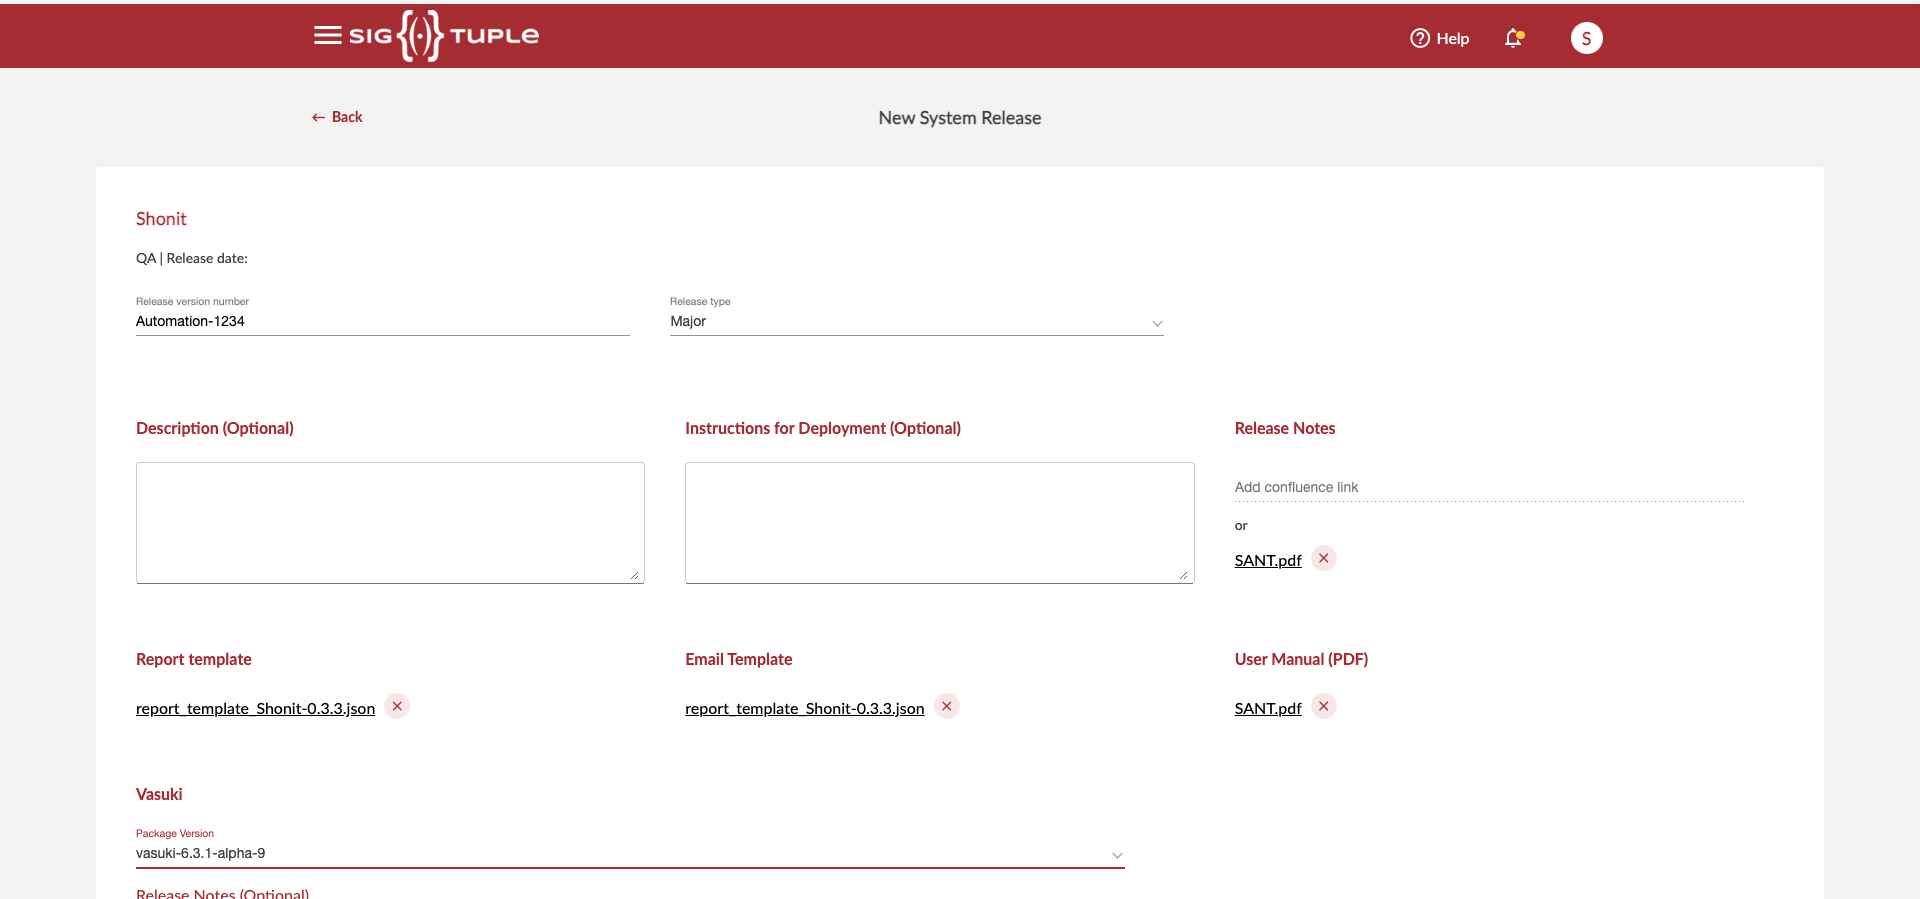 SIG{(·)}TUPLE
Help
S
Back
New System Release
Shonit
QA | Release date:
Release version number
Automation-1234
Release type
Major
Description (Optional)
Instructions for Deployment (Optional)
Release Notes
Add confluence link
or
SANT.pdf
Report template
Email Template
User Manual (PDF)
report_template_Shonit-0.3.3.json
report_template_Shonit-0.3.3.json
SANT.pdf
Vasuki
Package Version
vasuki-6.3.1-alpha-9
Release Notes (Optional)